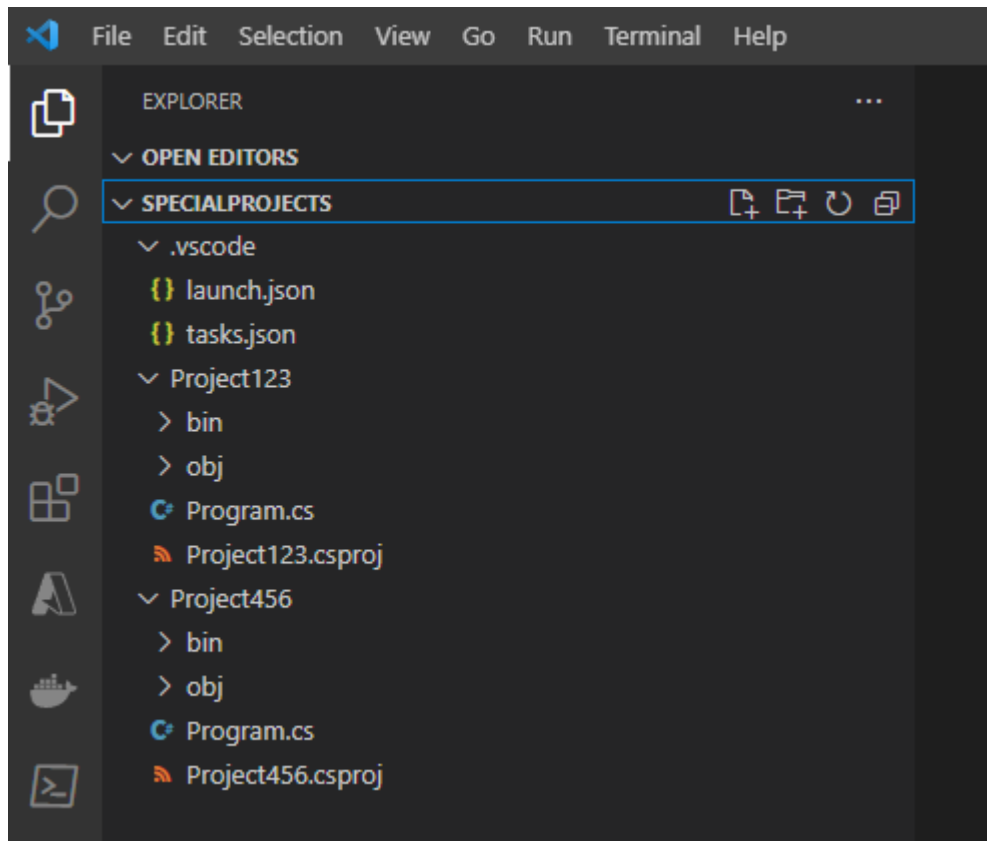 File Edit Selection View Go Run Terminal Help
EXPLORER
OPEN EDITORS
SPECIALPROJECTS
.vscode
{} launch.json
{} tasks.json
Project123
bin
obj
C# Program.cs
Project123.csproj
Project456
bin
obj
C# Program.cs
Project456.csproj